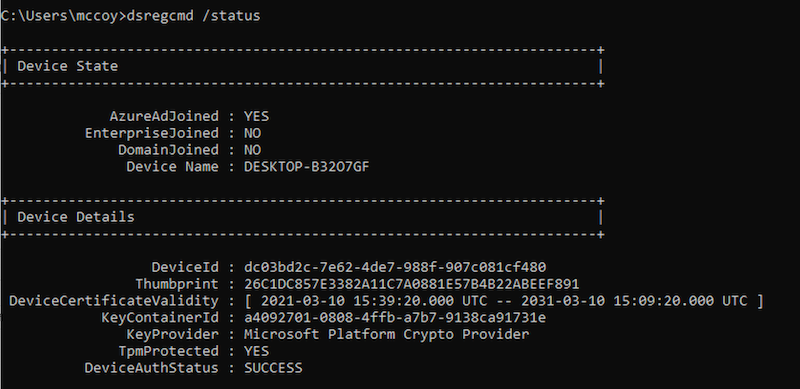 C:\Users\mccoy>dsregcmd /status
+----------------------------------------------------------------------+
| Device State                                                         |
+----------------------------------------------------------------------+
AzureAdJoined : YES
EnterpriseJoined : NO
DomainJoined : NO
Device Name : DESKTOP-B32O7GF
+----------------------------------------------------------------------+
| Device Details                                                       |
+----------------------------------------------------------------------+
DeviceId : dc03bd2c-7e62-4de7-988f-907c081cf480
Thumbprint : 26C1DC857E3382A11C7A0881E57B4B22ABEEF891
DeviceCertificateValidity : [ 2021-03-10 15:39:20.000 UTC -- 2031-03-10 15:09:20.000 UTC ]
KeyContainerId : a4092701-0808-4ffb-a7b7-9138ca91731e
KeyProvider : Microsoft Platform Crypto Provider
TpmProtected : YES
DeviceAuthStatus : SUCCESS